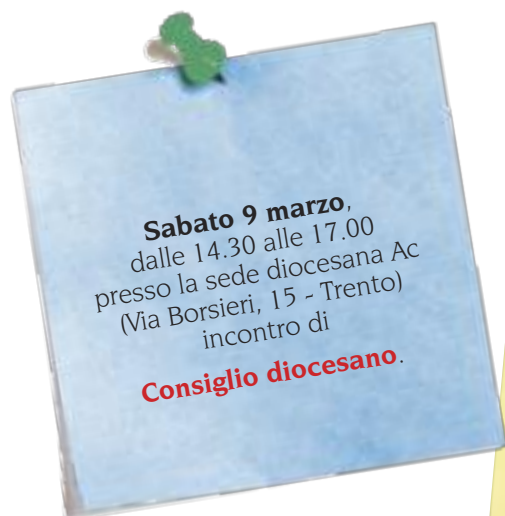 Sabato 9 marzo,
dalle 14.30 alle 17.00
presso la sede diocesana Ac
(Via Borsieri, 15 - Trento)
incontro di
Consiglio diocesano.